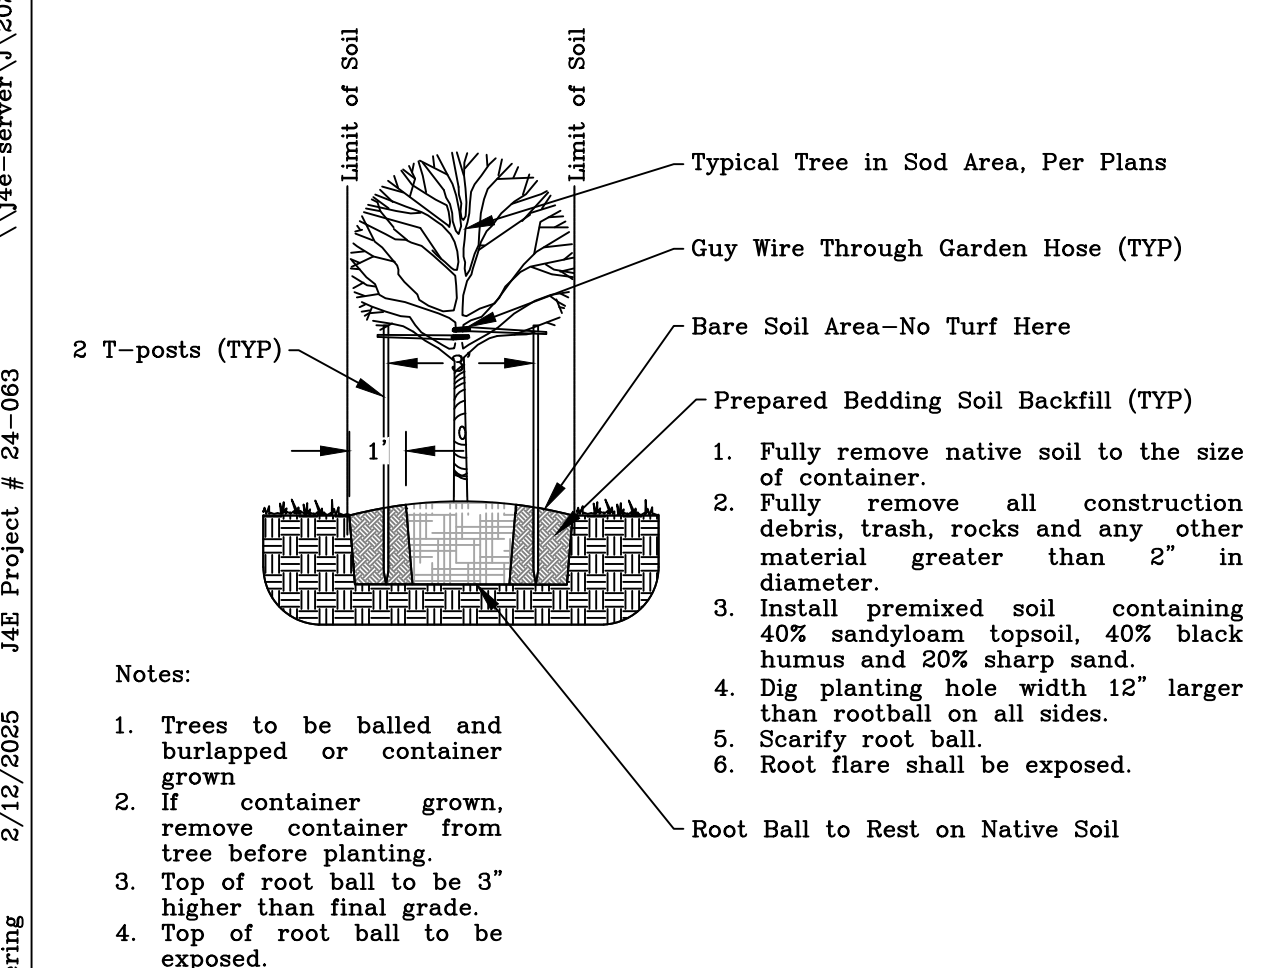 \\J4e-server\J\20
J4E Project # 24-063
2/12/2025
ering
Limit of Soil
Limit of Soil
Typical Tree in Sod Area, Per Plans
Guy Wire Through Garden Hose (TYP)
Bare Soil Area-No Turf Here
2 T-posts (TYP)
3'
Prepared Bedding Soil Backfill (TYP)
1'
1. Fully remove native soil to the size
of container.
2. Fully remove all construction
debris, trash, rocks and any other
material greater than 2" in
diameter.
3. Install premixed soil containing
40% sandyloam topsoil, 40% black
humus and 20% sharp sand.
4. Dig planting hole width 12" larger
than rootball on all sides.
5. Scarify root ball.
6. Root flare shall be exposed.
Root Ball to Rest on Native Soil
Notes:
1. Trees to be balled and
burlapped or container
grown
2. If container grown,
remove container from
tree before planting.
3. Top of root ball to be 3"
higher than final grade.
4. Top of root ball to be
exposed.